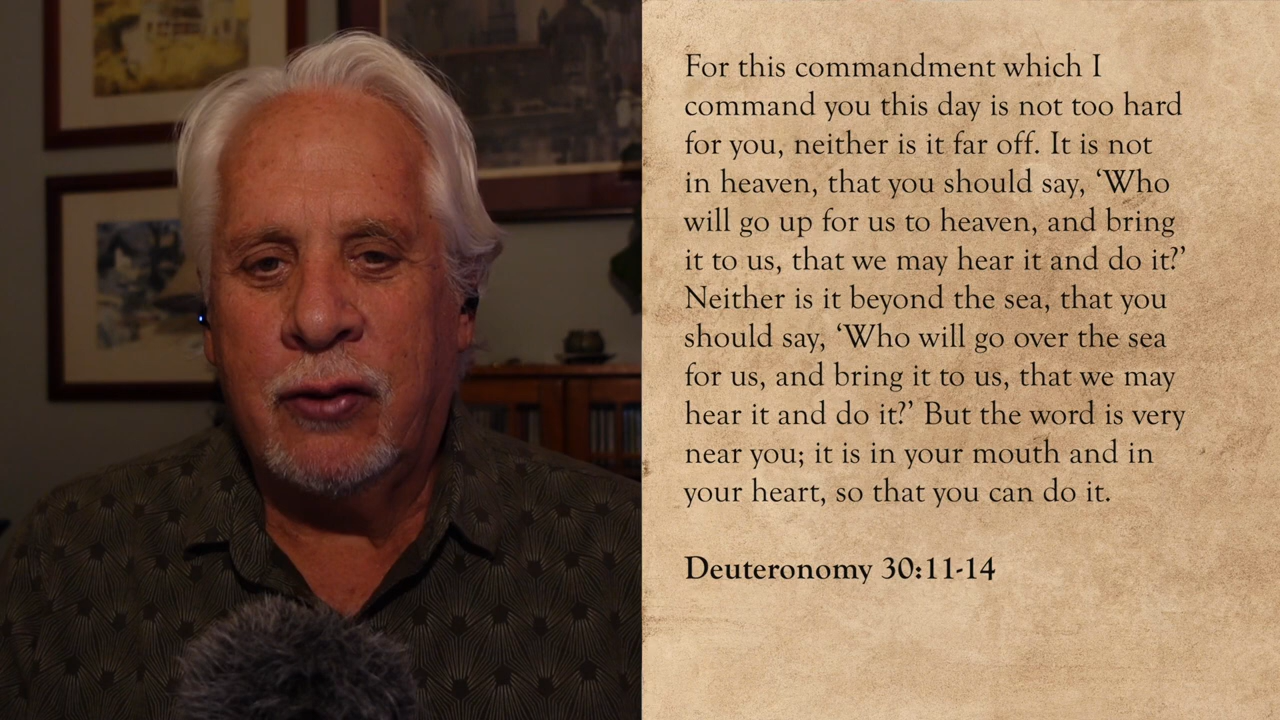 For this commandment which I
command you this day is not too hard
for you, neither is it far off. It is not
in heaven, that you should say, ‘Who
will go up for us to heaven, and bring
it to us, that we may hear it and do it?’
Neither is it beyond the sea, that you
should say, ‘Who will go over the sea
for us, and bring it to us, that we may
hear it and do it?’ But the word is very
near you; it is in your mouth and in
your heart, so that you can do it.
Deuteronomy 30:11-14